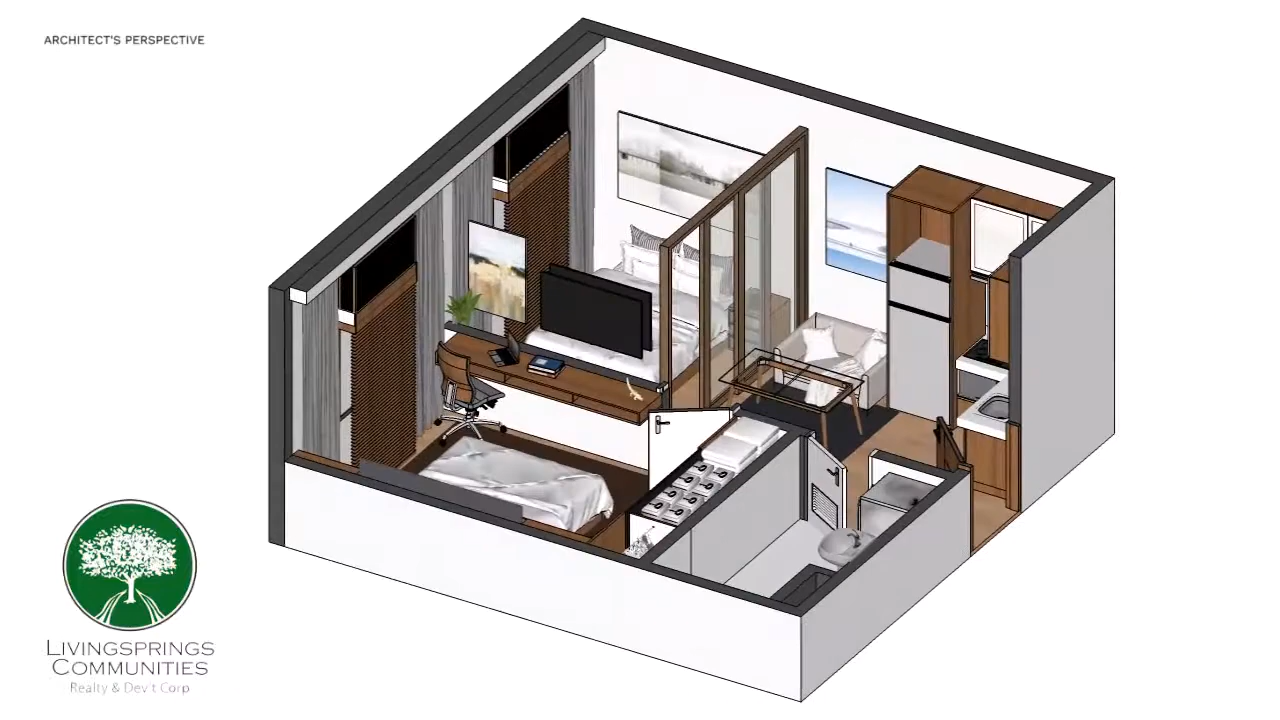 ARCHITECT'S PERSPECTIVE
LIVINGSPRINGS
COMMUNITIES
Realty & Dev't Corp